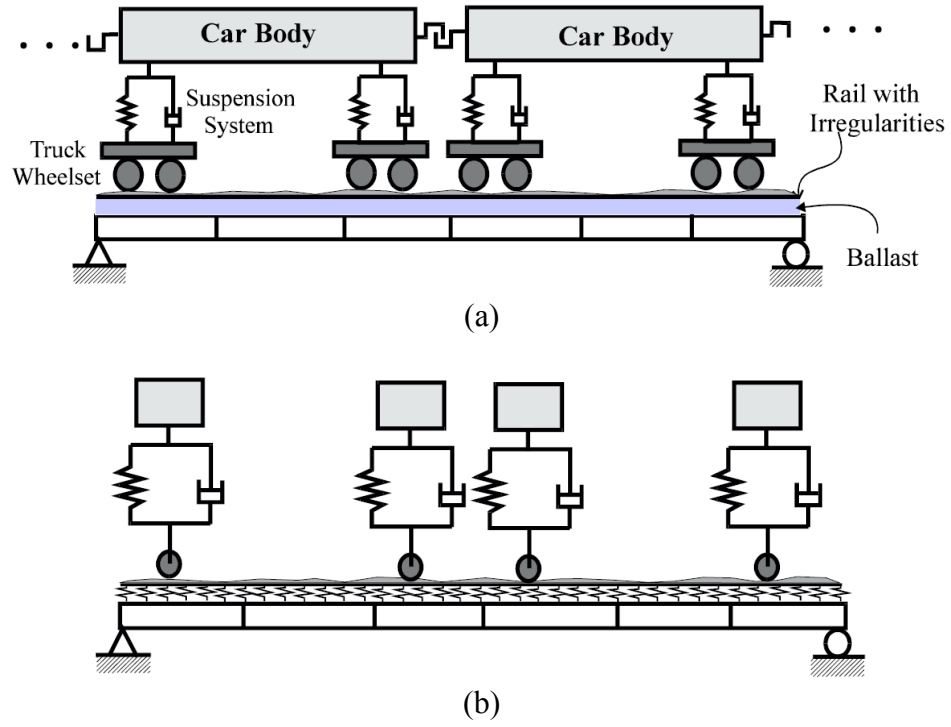 Car Body
Car Body
Suspension
System
Rail with
Irregularities
Truck
Wheelset
Ballast
(a)
(b)